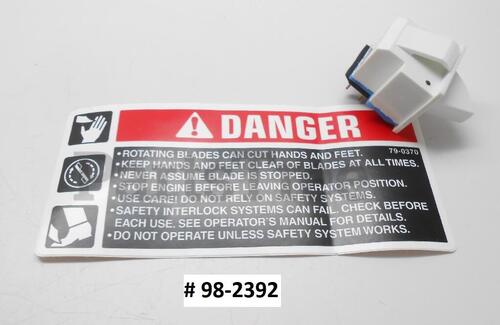 DANGER
79-0370
• ROTATING BLADES CAN CUT HANDS AND FEET.
• KEEP HANDS AND FEET CLEAR OF BLADES AT ALL TIMES.
• NEVER ASSUME BLADE IS STOPPED.
• STOP ENGINE BEFORE LEAVING OPERATOR POSITION.
• USE CARE! DO NOT RELY ON SAFETY SYSTEMS.
• SAFETY INTERLOCK SYSTEMS CAN FAIL. CHECK BEFORE
EACH USE. SEE OPERATOR'S MANUAL FOR DETAILS.
• DO NOT OPERATE UNLESS SAFETY SYSTEM WORKS.
# 98-2392